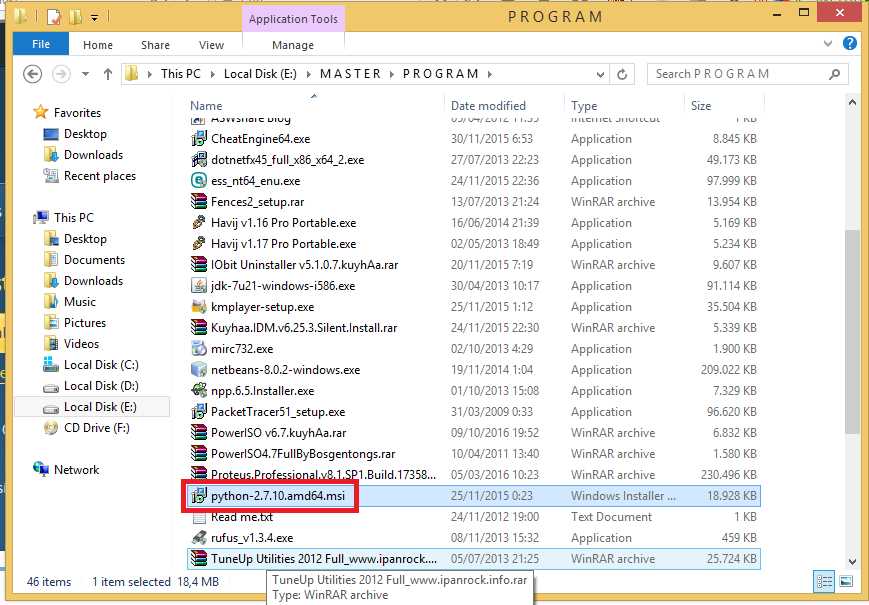 Application Tools
P R O G R A M
File Home Share View Manage
This PC Local Disk (E:) M A S T E R P R O G R A M
Search P R O G R A M
Name Date modified Type Size
Favorites
Desktop
Downloads
Recent places
This PC
Desktop
Documents
Downloads
Music
Pictures
Videos
Local Disk (C:)
Local Disk (D:)
Local Disk (E:)
CD Drive (F:)
Network
ASWshare Blog 05/04/2012 11:55 Internet Shortcut 1 KB
CheatEngine64.exe 30/11/2015 6:53 Application 8.845 KB
dotnetfx45_full_x86_x64_2.exe 27/07/2013 22:23 Application 49.173 KB
ess_nt64_enu.exe 24/11/2015 22:36 Application 97.999 KB
Fences2_setup.rar 13/07/2013 21:24 WinRAR archive 13.954 KB
Havij v1.16 Pro Portable.exe 16/06/2014 21:39 Application 5.169 KB
Havij v1.17 Pro Portable.exe 02/05/2013 18:49 Application 5.234 KB
IObit Uninstaller v5.1.0.7.kuyhAa.rar 20/11/2015 7:19 WinRAR archive 9.607 KB
jdk-7u21-windows-i586.exe 30/04/2013 10:17 Application 91.114 KB
kmplayer-setup.exe 25/11/2015 1:12 Application 35.504 KB
Kuyhaa.IDM.v6.25.3.Silent.Install.rar 24/11/2015 22:30 WinRAR archive 5.339 KB
mirc732.exe 02/10/2013 4:29 Application 1.900 KB
netbeans-8.0.2-windows.exe 19/11/2014 1:04 Application 209.022 KB
npp.6.5.Installer.exe 01/10/2013 15:08 Application 7.329 KB
PacketTracer51_setup.exe 31/03/2009 0:33 Application 96.620 KB
PowerISO v6.7.kuyhAa.rar 09/10/2016 19:52 WinRAR archive 6.832 KB
PowerISO4.7FullByBosgentongs.rar 10/04/2011 13:40 WinRAR archive 1.580 KB
Proteus.Professional.v8.1.SP1.Build.17358... 05/03/2016 10:23 WinRAR archive 230.496 KB
python-2.7.10.amd64.msi 25/11/2015 0:23 Windows Installer ... 18.928 KB
Read me.txt 24/11/2012 19:00 Text Document 1 KB
rufus_v1.3.4.exe 08/11/2013 15:32 Application 459 KB
TuneUp Utilities 2012 Full_www.ipanrock.... 05/07/2013 21:25 WinRAR archive 25.724 KB
46 items 1 item selected 18,4 MB
TuneUp Utilities 2012 Full_www.ipanrock.info.rar
Type: WinRAR archive